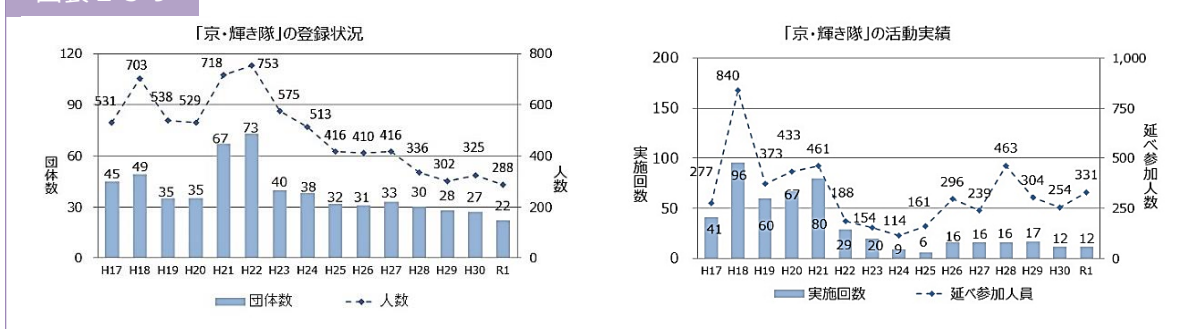 「京・輝き隊」の登録状況
120 90 60 30 0
団体数
800 600 400 200 0
人数
531 703 538 529 718 753 575 513 416 410 416 336 302 325 288
45 49 35 35 67 73 40 38 32 31 33 30 28 27 22
H17 H18 H19 H20 H21 H22 H23 H24 H25 H26 H27 H28 H29 H30 R1
団体数 人数
「京・輝き隊」の活動実績
200 150 100 50 0
実施回数
1,000 750 500 250 0
延べ参加人数
277 840 373 433 461 188 154 114 161 296 239 463 304 254 331
41 96 60 67 80 29 20 9 6 16 16 16 17 12 12
H17 H18 H19 H20 H21 H22 H23 H24 H25 H26 H27 H28 H29 H30 R1
実施回数 延べ参加人員